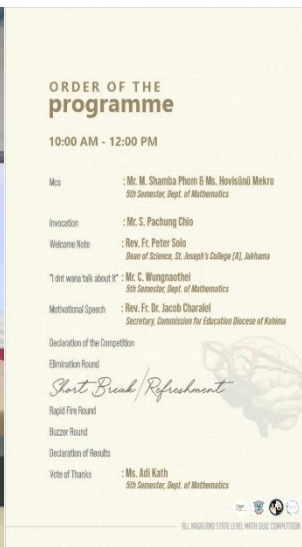 ORDER OF THE
programme
10:00 AM - 12:00 PM
Mcs : Mr. M. Shamba Phom & Ms. Hovisünü Mekro
5th Semester, Dept. of Mathematics
Invocation : Mr. S. Pachung Chio
Welcome Note : Rev. Fr. Peter Solo
Dean of Science, St. Joseph's College (A), Jakhama
"I dnt wana talk about it" : Mr. C. Wungnaothei
5th Semester, Dept. of Mathematics
Motivational Speech : Rev. Fr. Dr. Jacob Charalel
Secretary, Commission for Education Diocese of Kohima
Declaration of the Competition
Elimination Round
Short Break/Refreshment
Rapid Fire Round
Buzzer Round
Declaration of Results
Vote of Thanks : Ms. Adi Kath
5th Semester, Dept. of Mathematics
ALL NAGALAND STATE LEVEL MATH QUIZ COMPETITION